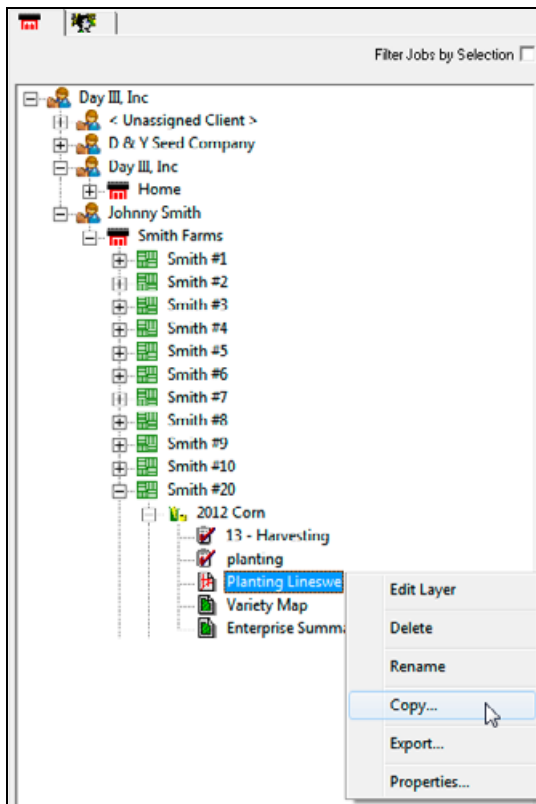 Filter Jobs by Selection
Day III, Inc
< Unassigned Client >
D & Y Seed Company
Day III, Inc
Home
Johnny Smith
Smith Farms
Smith #1
Smith #2
Smith #3
Smith #4
Smith #5
Smith #6
Smith #7
Smith #8
Smith #9
Smith #10
Smith #20
2012 Corn
13 - Harvesting
planting
Planting Lineswe
Variety Map
Enterprise Summa
Edit Layer
Delete
Rename
Copy...
Export...
Properties...